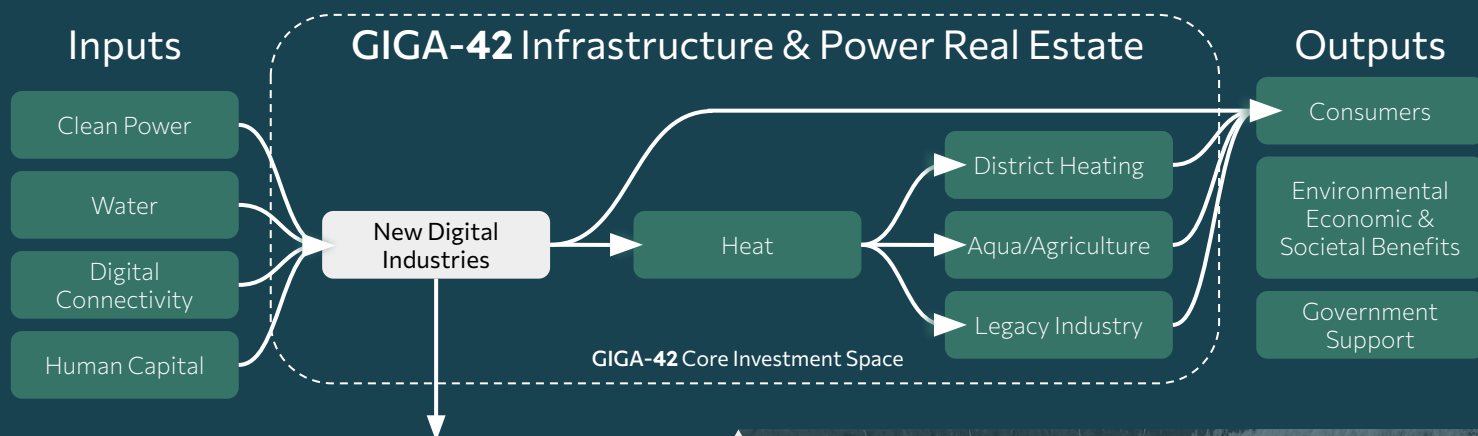 Inputs
GIGA-42 Infrastructure & Power Real Estate
Outputs
Clean Power
Water
Digital
Connectivity
Human Capital
New Digital
Industries
Heat
District Heating
Aqua/Agriculture
Legacy Industry
GIGA-42 Core Investment Space
Consumers
Environmental
Economic &
Societal Benefits
Government
Support